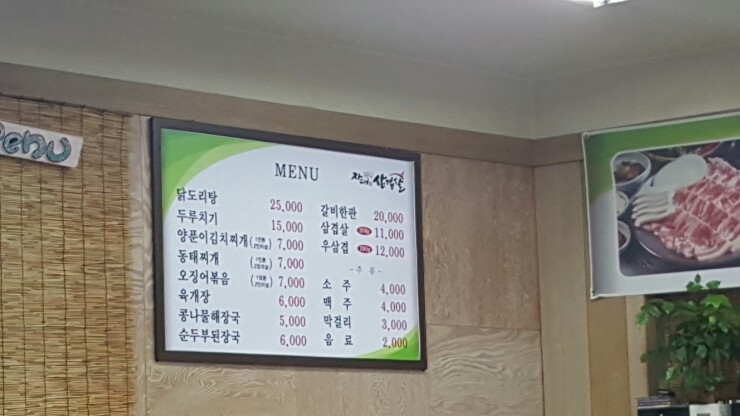 Menu
MENU
삼겹살
닭도리탕 25,000
두루치기 15,000
양푼이김치찌개 7,000
동태찌개 7,000
오징어볶음 7,000
육개장 6,000
콩나물해장국 5,000
순두부된장국 6,000
갈비한판 20,000
삼겹살 11,000
우삼겹 12,000
- 주 류 -
소 주 4,000
맥 주 4,000
막걸리 3,000
음 료 2,000